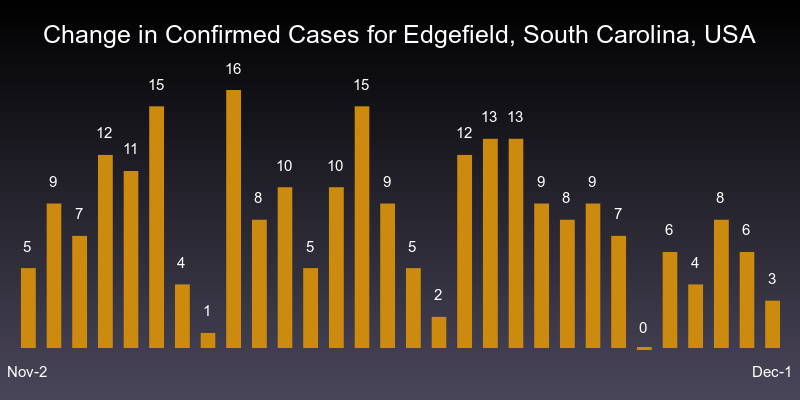 Change in Confirmed Cases for Edgefield, South Carolina, USA
5 9 7 12 11 15 4 1 16 8 10 5 10 15 9 5 2 12 13 13 9 8 9 7 0 6 4 8 6 3
Nov-2 Dec-1